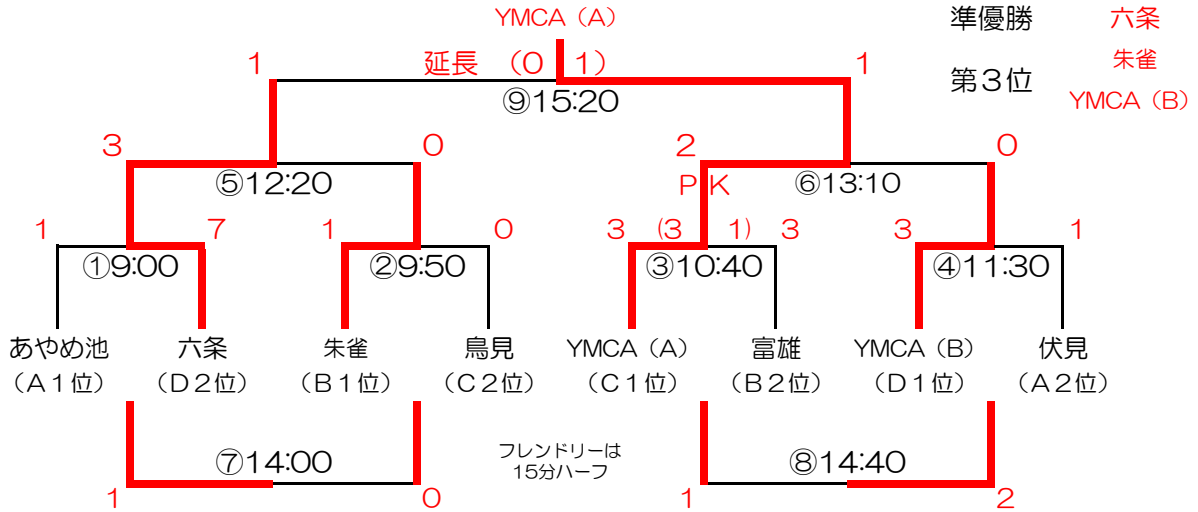 YMCA（A）
準優勝 六条
朱雀
第３位
YMCA（B）
1 延長 （0 1） 1
⑨15:20
3 0 2 0
⑤12:20 PK ⑥13:10
1 7 1 0 3 (3 1) 3 3 1
①9:00 ②9:50 ③10:40 ④11:30
あやめ池 六条 朱雀 鳥見 YMCA（A） 富雄 YMCA（B） 伏見
（A１位） （D２位） （B１位） （C２位） （C１位） （B２位） （D１位） （A２位）
⑦14:00 フレンドリーは ⑧14:40
15分ハーフ
1 0 1 2